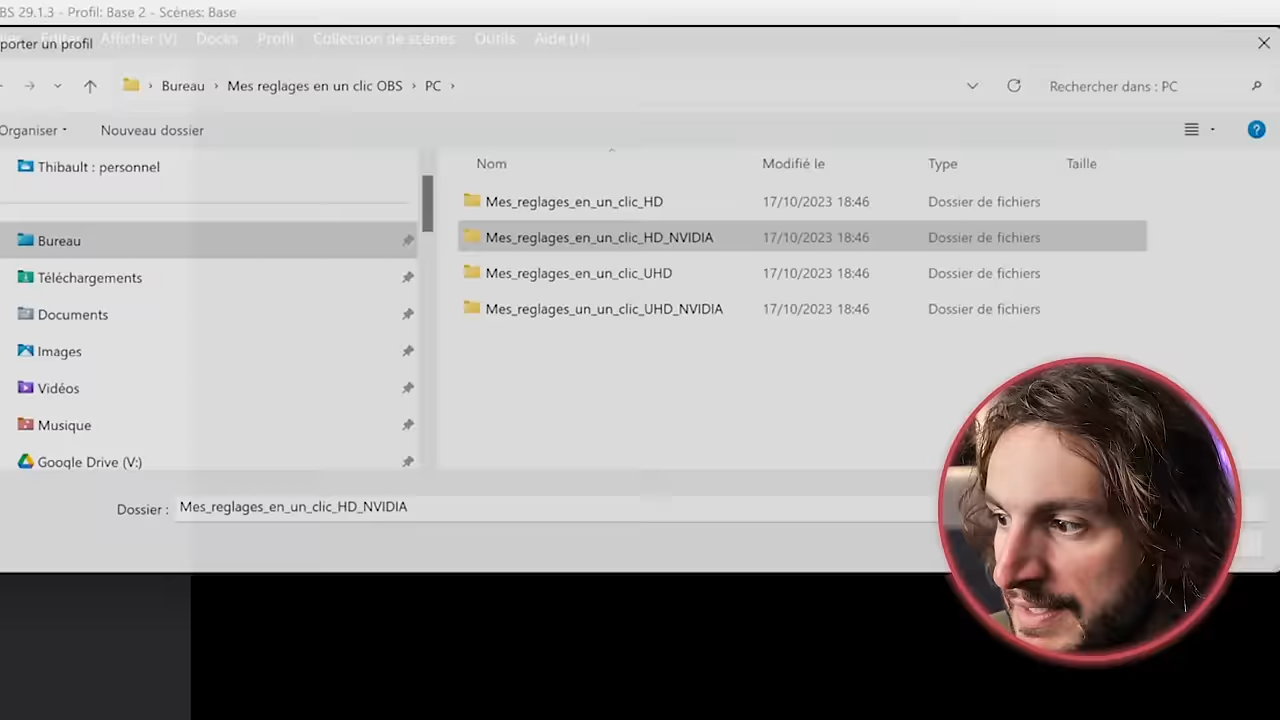 BS 29.1.3 - Profil: Base 2 - Scènes: Base
Editer Afficher (V) Docks Profil Collection de scènes Outils Aide (H)
porter un profil
Bureau › Mes reglages en un clic OBS › PC ›
Rechercher dans : PC
Organiser
Nouveau dossier
Thibault : personnel
Bureau
Téléchargements
Documents
Images
Vidéos
Musique
Google Drive (V:)
Nom Modifié le Type Taille
Mes_reglages_en_un_clic_HD 17/10/2023 18:46 Dossier de fichiers
Mes_reglages_en_un_clic_HD_NVIDIA 17/10/2023 18:46 Dossier de fichiers
Mes_reglages_en_un_clic_UHD 17/10/2023 18:46 Dossier de fichiers
Mes_reglages_un_un_clic_UHD_NVIDIA 17/10/2023 18:46 Dossier de fichiers
Dossier : Mes_reglages_en_un_clic_HD_NVIDIA